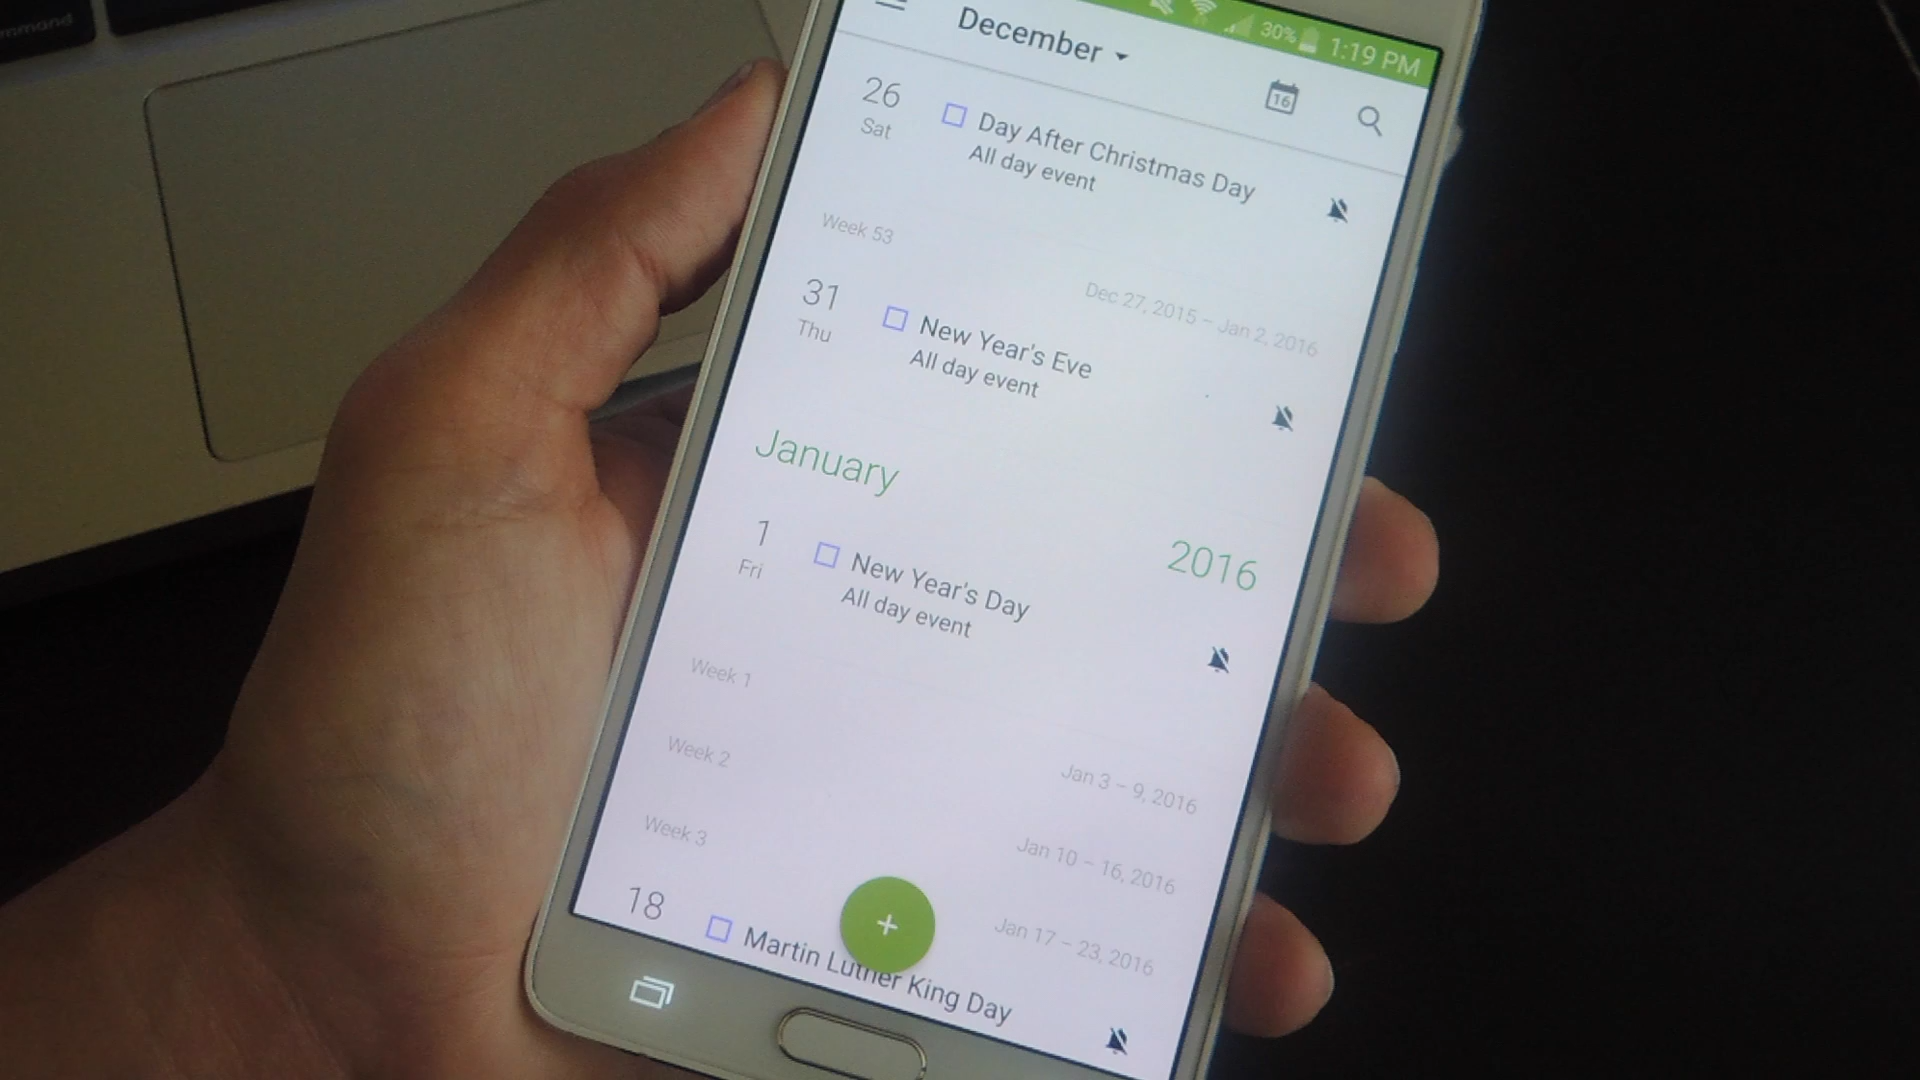 30% 1:19 PM
December
16
26
Sat
Day After Christmas Day
All day event
Week 53
Dec 27, 2015 – Jan 2, 2016
31
Thu
New Year's Eve
All day event
January
2016
1
Fri
New Year's Day
All day event
Week 1
Jan 3 – 9, 2016
Week 2
Jan 10 – 16, 2016
Week 3
Jan 17 – 23, 2016
18
Martin Luther King Day
+